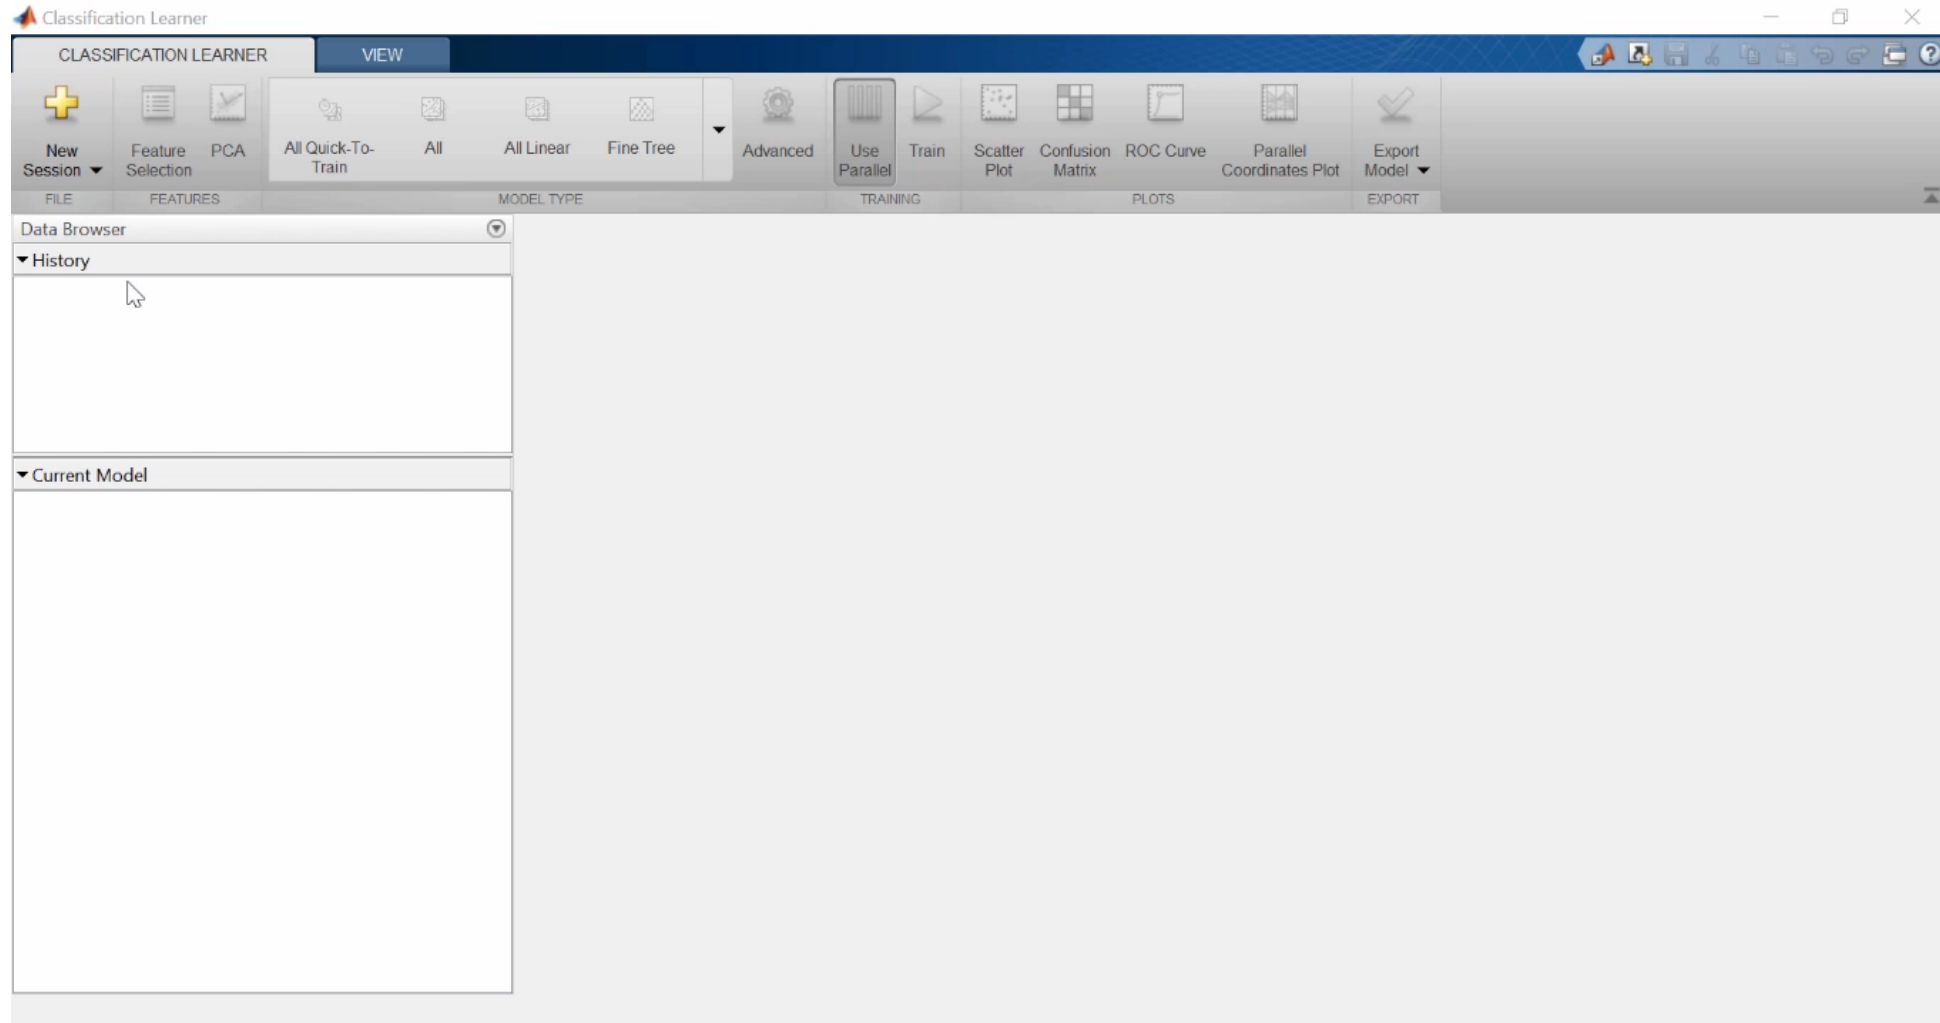 Classification Learner
CLASSIFICATION LEARNER
VIEW
New
Session
Feature
Selection
PCA
All Quick-To-
Train
All
All Linear
Fine Tree
Advanced
Use
Parallel
Train
Scatter
Plot
Confusion
Matrix
ROC Curve
Parallel
Coordinates Plot
Export
Model
FILE
FEATURES
MODEL TYPE
TRAINING
PLOTS
EXPORT
Data Browser
History
Current Model